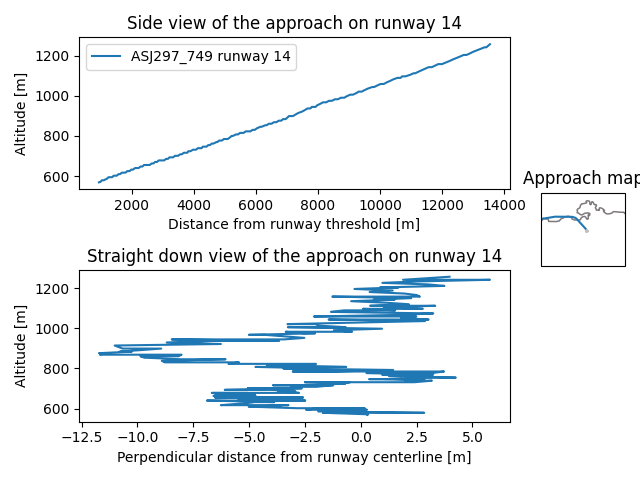 Side view of the approach on runway 14
1200
1000
800
600
Altitude [m]
ASJ297_749 runway 14
2000 4000 6000 8000 10000 12000 14000
Distance from runway threshold [m]
Approach map
Straight down view of the approach on runway 14
1200
1000
800
600
Altitude [m]
−12.5 −10.0 −7.5 −5.0 −2.5 0.0 2.5 5.0
Perpendicular distance from runway centerline [m]